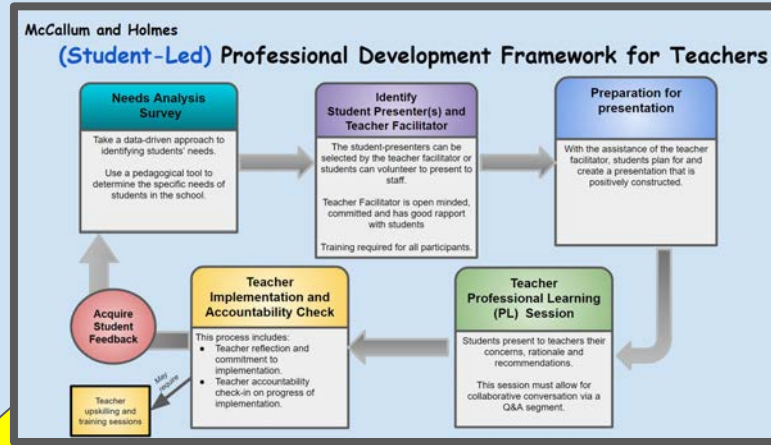 McCallum and Holmes
(Student-Led) Professional Development Framework for Teachers
Needs Analysis
Survey
Take a data-driven approach to
identifying students' needs.
Use a pedagogical tool to
determine the specific needs of
students in the school.
Identify
Student Presenter(s) and
Teacher Facilitator
The student-presenters can be
selected by the teacher facilitator or
students can volunteer to present to
staff.
Teacher Facilitator is open minded,
committed and has good rapport
with students
Training required for all participants.
Preparation for
presentation
With the assistance of the teacher
facilitator, students plan for and
create a presentation that is
positively constructed.
Teacher
Professional Learning
(PL) Session
Students present to teachers their
concerns, rationale and
recommendations.
This session must allow for
collaborative conversation via a
Q&A segment.
Teacher
Implementation and
Accountability Check
This process includes:
● Teacher reflection and
commitment to
implementation.
● Teacher accountability
check-in on progress of
implementation.
May
require
Teacher
upskilling and
training sessions
Acquire
Student
Feedback